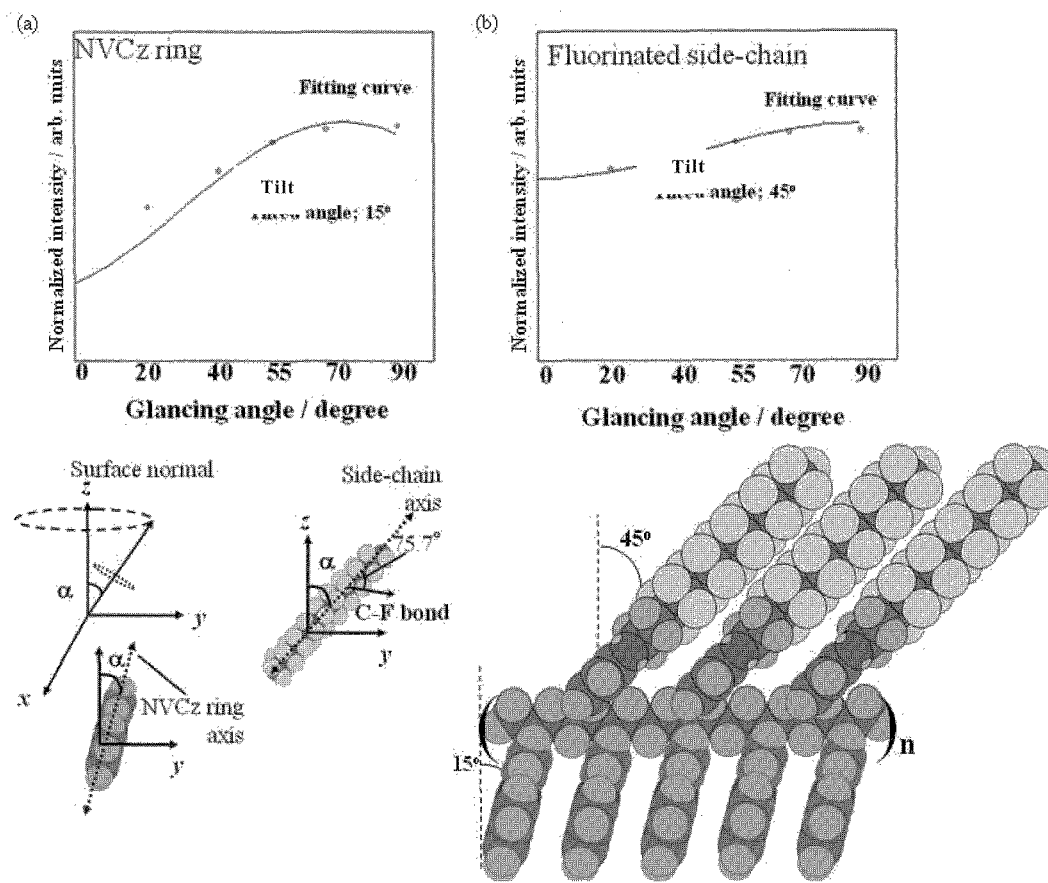 (a)
NVCz ring
Fitting curve
Tilt
angle; 15°
Normalized intensity / arb. units
0 20 40 55 70 90
Glancing angle / degree
(b)
Fluorinated side-chain
Fitting curve
Tilt
angle; 45°
Normalized intensity / arb. units
0 20 40 55 70 90
Glancing angle / degree
Surface normal
z
α
y
x
α
NVCz ring
axis
y
Side-chain
axis
z
α
75.7°
C-F bond
y
45°
15°
n